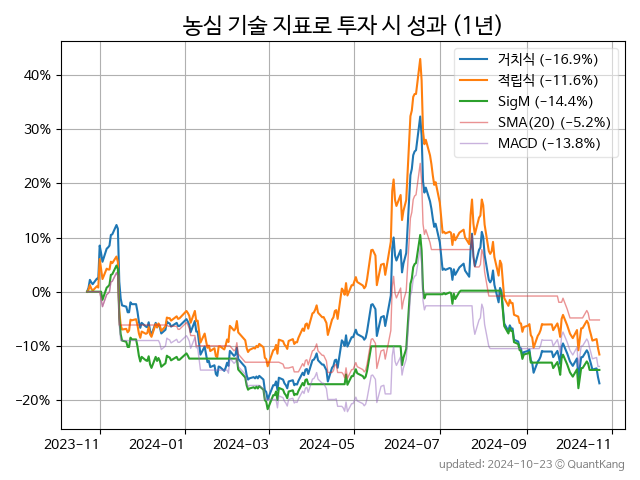 농심 기술 지표로 투자 시 성과 (1년)
거치식 (-16.9%)
적립식 (-11.6%)
SigM (-14.4%)
SMA(20) (-5.2%)
MACD (-13.8%)
40%
30%
20%
10%
0%
-10%
-20%
2023-11 2024-01 2024-03 2024-05 2024-07 2024-09 2024-11
updated: 2024-10-23 © QuantKang